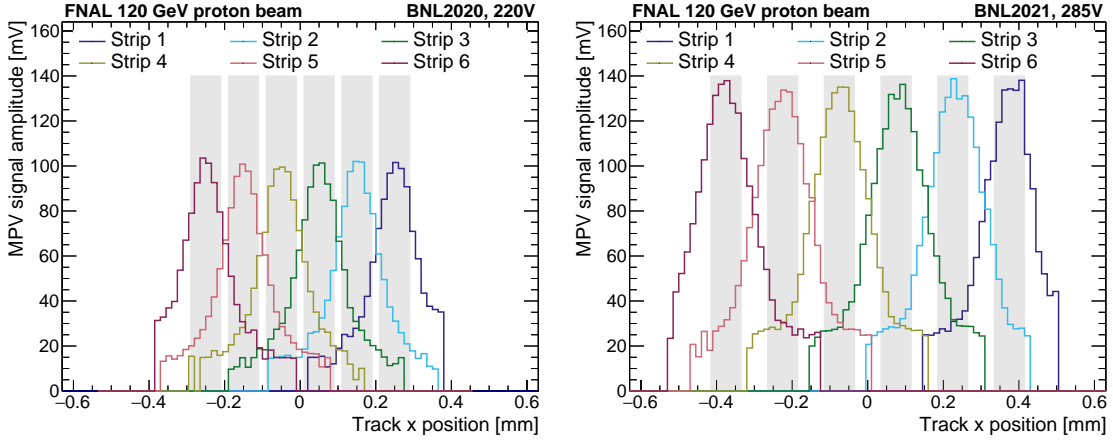 FNAL 120 GeV proton beam BNL2020, 220V
MPV signal amplitude [mV]
160
140
120
100
80
60
40
20
0
Strip 1 Strip 2 Strip 3
Strip 4 Strip 5 Strip 6
−0.6 −0.4 −0.2 0 0.2 0.4 0.6
Track x position [mm]
FNAL 120 GeV proton beam BNL2021, 285V
MPV signal amplitude [mV]
160
140
120
100
80
60
40
20
0
Strip 1 Strip 2 Strip 3
Strip 4 Strip 5 Strip 6
−0.6 −0.4 −0.2 0 0.2 0.4 0.6
Track x position [mm]